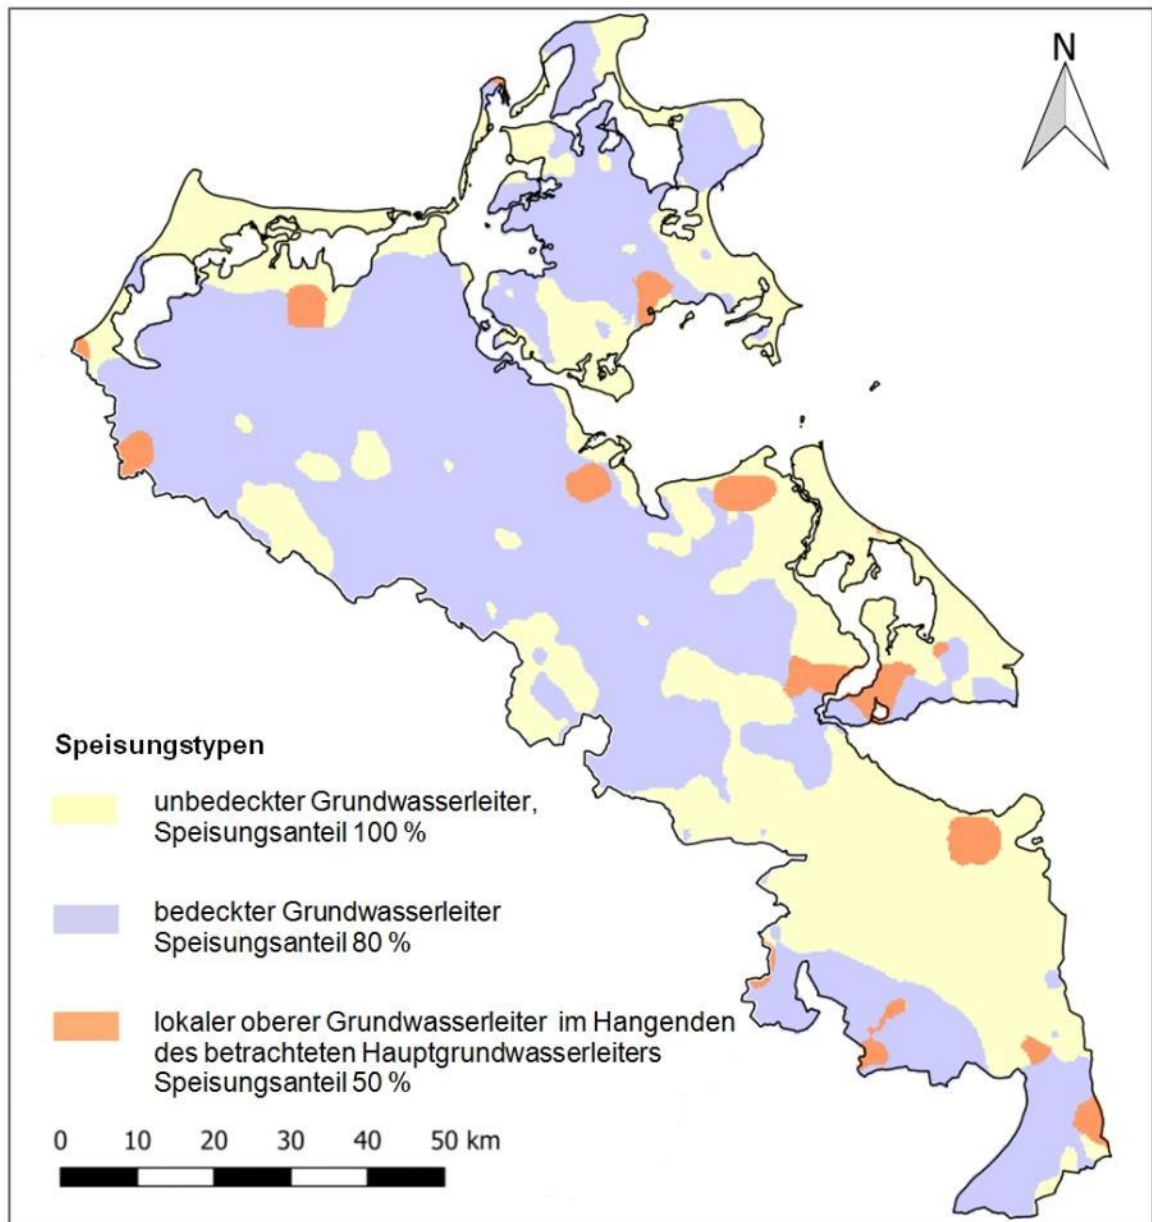 N
Speisungstypen
unbedeckter Grundwasserleiter,
Speisungsanteil 100 %
bedeckter Grundwasserleiter
Speisungsanteil 80 %
lokaler oberer Grundwasserleiter im Hangenden
des betrachteten Hauptgrundwasserleiters
Speisungsanteil 50 %
0 10 20 30 40 50 km